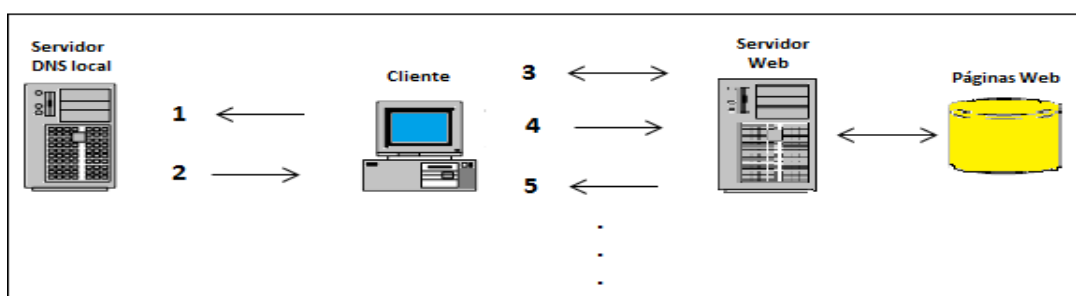 Servidor
DNS local
Cliente
Servidor
Web
Páginas Web
1
2
3
4
5
.
.
.